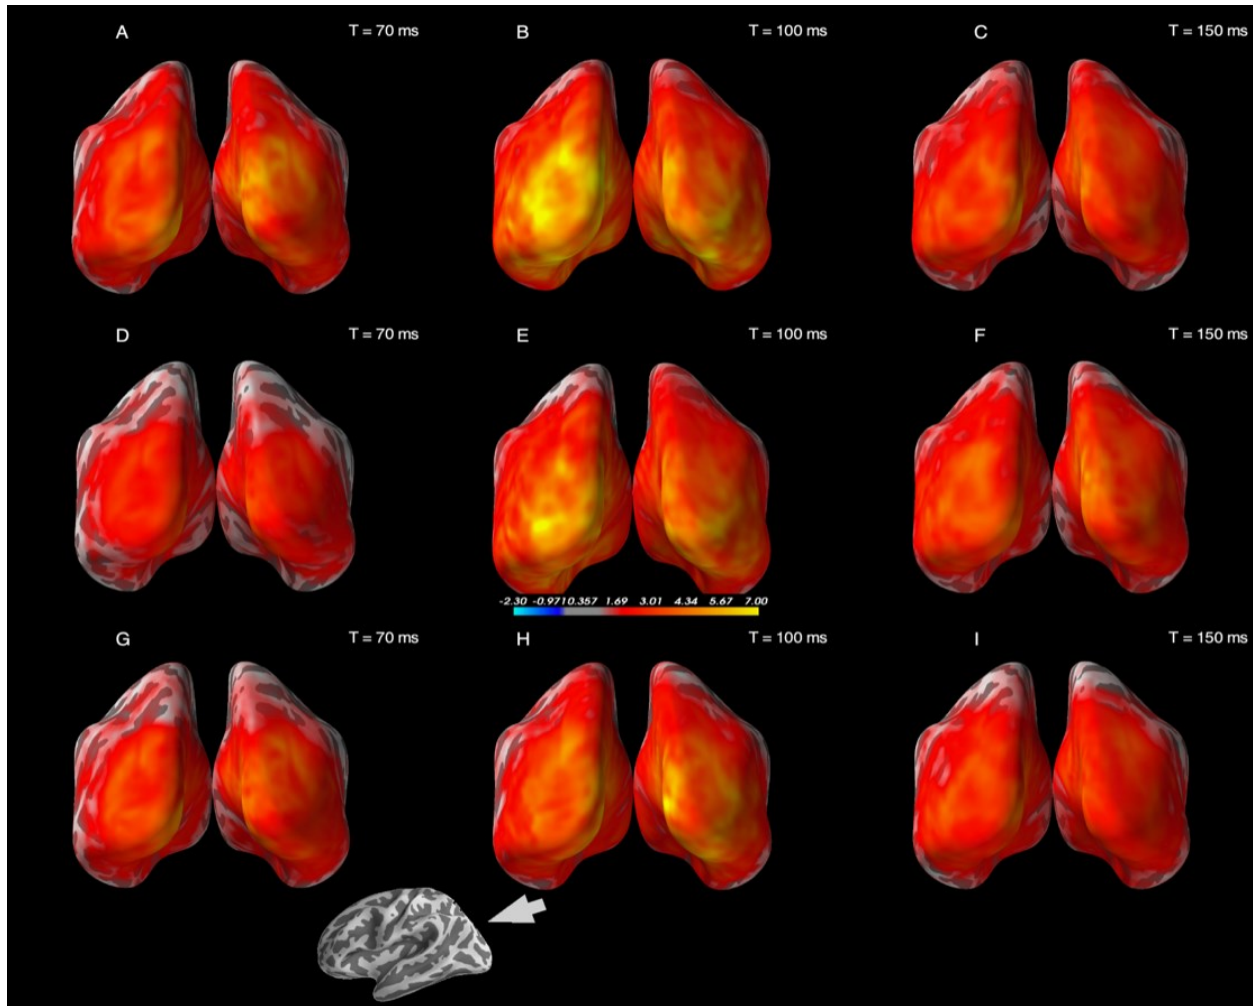 A T = 70 ms B T = 100 ms C T = 150 ms
D T = 70 ms E T = 100 ms F T = 150 ms
-2.30 -0.971 0.357 1.69 3.01 4.34 5.67 7.00
G T = 70 ms H T = 100 ms I T = 150 ms